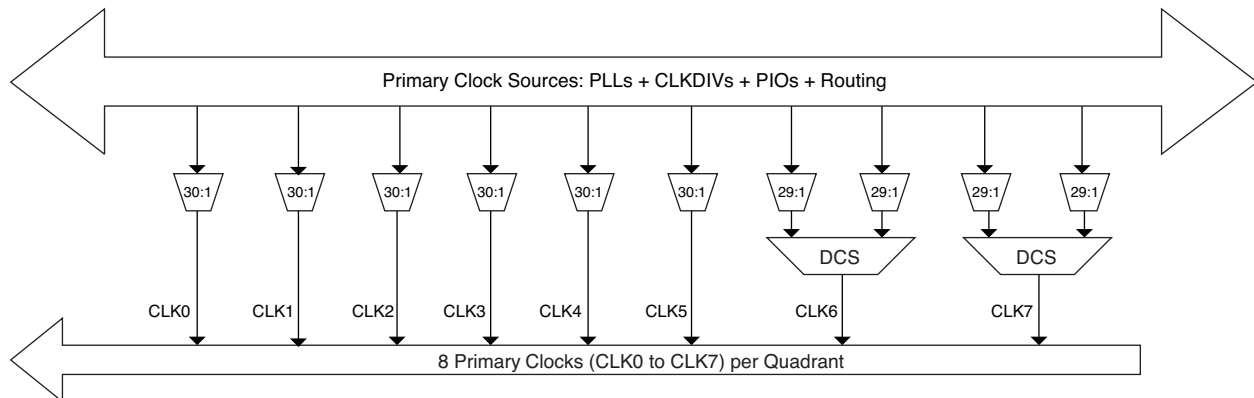 Primary Clock Sources: PLLs + CLKDIVs + PIOs + Routing
30:1 30:1 30:1 30:1 30:1 30:1 29:1 29:1 29:1 29:1
DCS DCS
CLK0 CLK1 CLK2 CLK3 CLK4 CLK5 CLK6 CLK7
8 Primary Clocks (CLK0 to CLK7) per Quadrant